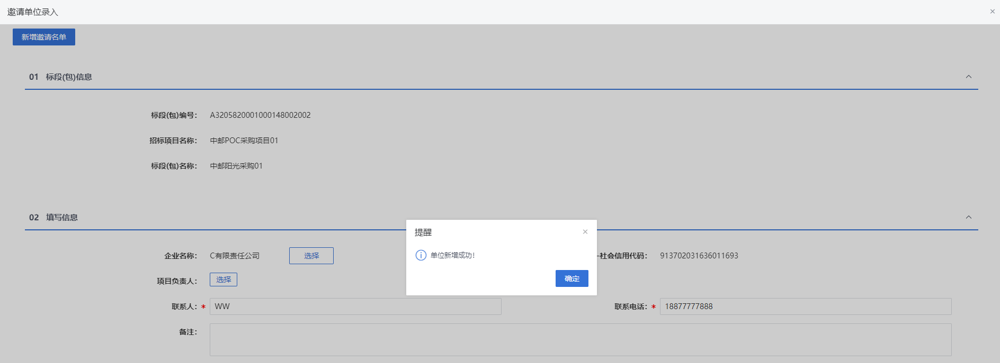 邀请单位录入
新增邀请名单
01 标段(包)信息
标段(包)编号： A3205820001000148002002
招标项目名称： 中邮POC采购项目01
标段(包)名称： 中邮阳光采购01
02 填写信息
提醒
单位新增成功!
确定
企业名称： C有限责任公司 选择 一社会信用代码： 913702031636011693
项目负责人： 选择
联系人：* WW 联系电话：* 18877777888
备注：